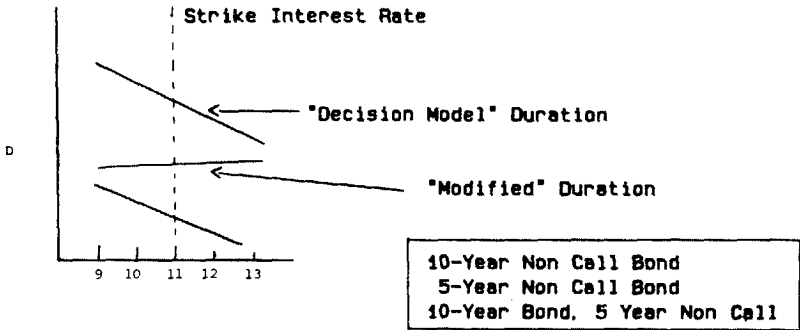 Strike Interest Rate
"Decision Model" Duration
D
"Modified" Duration
9 10 11 12 13
10-Year Non Call Bond
5-Year Non Call Bond
10-Year Bond, 5 Year Non Call